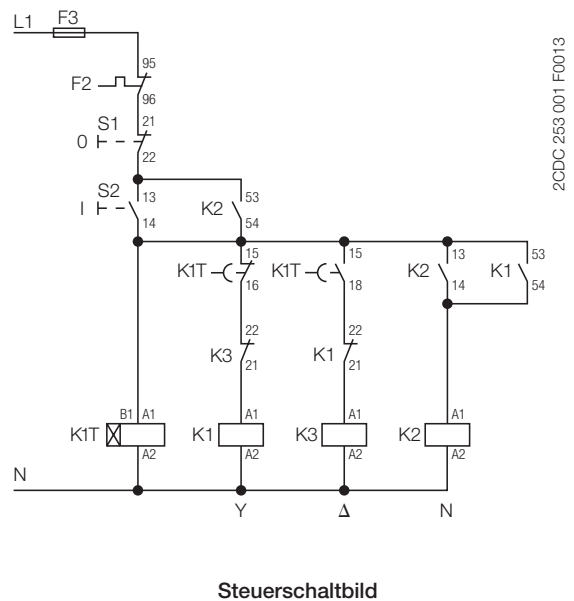 L1 F3
95
F2
96
S1 21
0
22
S2 13 53
I K2
14 54
15 15 13 53
K1T K1T K2 K1
16 18 14 54
22 22
K3 K1
21 21
B1 A1 A1 A1 A1
K1T K1 K3 K2
A2 A2 A2 A2
N
Y Δ N
Steuerschaltbild
2CDC 253 001 F0013